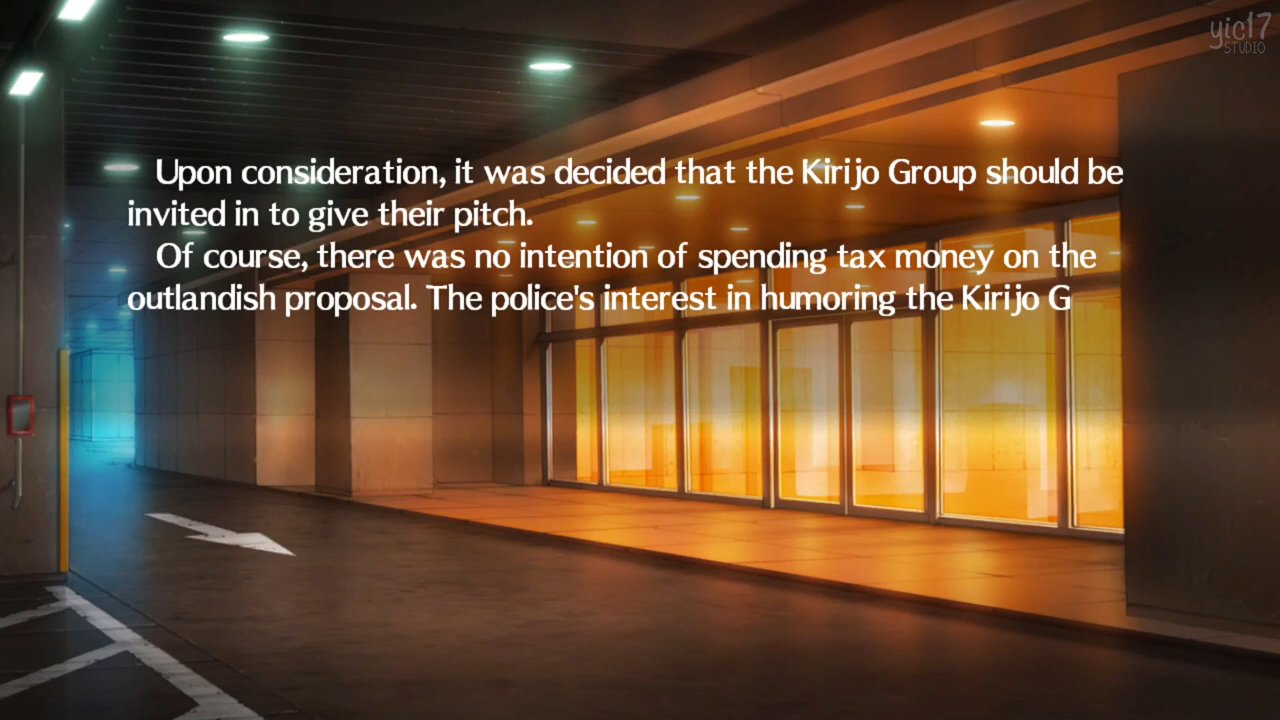 yic17
STUDIO
Upon consideration, it was decided that the Kirijo Group should be
invited in to give their pitch.
Of course, there was no intention of spending tax money on the
outlandish proposal. The police's interest in humoring the Kirijo G